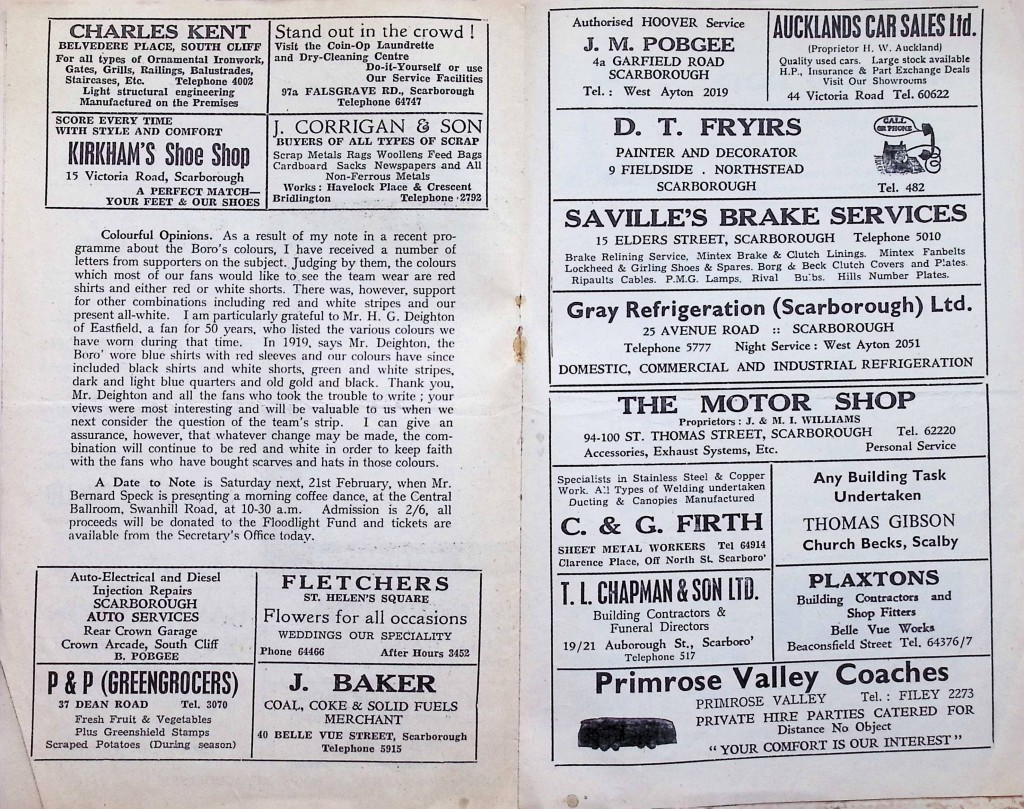 CHARLES KENT
BELVEDERE PLACE, SOUTH CLIFF
For all types of Ornamental Ironwork,
Gates, Grills, Railings, Balustrades,
Staircases, Etc. Telephone 4002
Light structural engineering
Manufactured on the Premises
Stand out in the crowd !
Visit the Coin-Op Laundrette
and Dry-Cleaning Centre
Do-it-Yourself or use
Our Service Facilities
97a FALSGRAVE RD., Scarborough
Telephone 64747
SCORE EVERY TIME
WITH STYLE AND COMFORT
KIRKHAM'S Shoe Shop
15 Victoria Road, Scarborough
A PERFECT MATCH—
YOUR FEET & OUR SHOES
J. CORRIGAN & SON
BUYERS OF ALL TYPES OF SCRAP
Scrap Metals Rags Woollens Feed Bags
Cardboard Sacks Newspapers and All
Non-Ferrous Metals
Works : Havelock Place & Crescent
Bridlington Telephone 2792
Colourful Opinions. As a result of my note in a recent pro-
gramme about the Boro's colours, I have received a number of
letters from supporters on the subject. Judging by them, the colours
which most of our fans would like to see the team wear are red
shirts and either red or white shorts. There was, however, support
for other combinations including red and white stripes and our
present all-white. I am particularly grateful to Mr. H. G. Deighton
of Eastfield, a fan for 50 years, who listed the various colours we
have worn during that time. In 1919, says Mr. Deighton, the
Boro' wore blue shirts with red sleeves and our colours have since
included black shirts and white shorts, green and white stripes,
dark and light blue quarters and old gold and black. Thank you,
Mr. Deighton and all the fans who took the trouble to write ; your
views were most interesting and will be valuable to us when we
next consider the question of the team's strip. I can give an
assurance, however, that whatever change may be made, the com-
bination will continue to be red and white in order to keep faith
with the fans who have bought scarves and hats in those colours.
A Date to Note is Saturday next, 21st February, when Mr.
Bernard Speck is presenting a morning coffee dance, at the Central
Ballroom, Swanhill Road, at 10-30 a.m. Admission is 2/6, all
proceeds will be donated to the Floodlight Fund and tickets are
available from the Secretary's Office today.
Auto-Electrical and Diesel
Injection Repairs
SCARBOROUGH
AUTO SERVICES
Rear Crown Garage
Crown Arcade, South Cliff
B. POBGEE
FLETCHERS
ST. HELEN'S SQUARE
Flowers for all occasions
WEDDINGS OUR SPECIALITY
Phone 64466 After Hours 3452
P & P (GREENGROCERS)
37 DEAN ROAD Tel. 3070
Fresh Fruit & Vegetables
Plus Greenshield Stamps
Scraped Potatoes (During season)
J. BAKER
COAL, COKE & SOLID FUELS
MERCHANT
40 BELLE VUE STREET, Scarborough
Telephone 5915
Authorised HOOVER Service
J. M. POBGEE
4a GARFIELD ROAD
SCARBOROUGH
Tel. : West Ayton 2019
AUCKLANDS CAR SALES Ltd.
(Proprietor H. W. Auckland)
Quality used cars. Large stock available
H.P., Insurance & Part Exchange Deals
Visit Our Showrooms
44 Victoria Road Tel. 60622
D. T. FRYIRS
PAINTER AND DECORATOR
9 FIELDSIDE . NORTHSTEAD
SCARBOROUGH
CALL
OR PHONE
Tel. 482
SAVILLE'S BRAKE SERVICES
15 ELDERS STREET, SCARBOROUGH Telephone 5010
Brake Relining Service, Mintex Brake & Clutch Linings. Mintex Fanbelts
Lockheed & Girling Shoes & Spares. Borg & Beck Clutch Covers and Plates.
Ripaults Cables. P.M.G. Lamps, Rival Bulbs. Hills Number Plates.
Gray Refrigeration (Scarborough) Ltd.
25 AVENUE ROAD :: SCARBOROUGH
Telephone 5777 Night Service : West Ayton 2051
DOMESTIC, COMMERCIAL AND INDUSTRIAL REFRIGERATION
THE MOTOR SHOP
Proprietors : J. & M. I. WILLIAMS
94-100 ST. THOMAS STREET, SCARBOROUGH Tel. 62220
Accessories, Exhaust Systems, Etc. Personal Service
Specialists in Stainless Steel & Copper
Work. All Types of Welding undertaken
Ducting & Canopies Manufactured
C. & G. FIRTH
SHEET METAL WORKERS Tel 64914
Clarence Place, Off North St. Scarboro'
Any Building Task
Undertaken
THOMAS GIBSON
Church Becks, Scalby
T. L. CHAPMAN & SON LTD.
Building Contractors &
Funeral Directors
19/21 Auborough St., Scarboro'
Telephone 517
PLAXTONS
Building Contractors and
Shop Fitters
Belle Vue Works
Beaconsfield Street Tel. 64376/7
Primrose Valley Coaches
PRIMROSE VALLEY Tel. : FILEY 2273
PRIVATE HIRE PARTIES CATERED FOR
Distance No Object
" YOUR COMFORT IS OUR INTEREST "